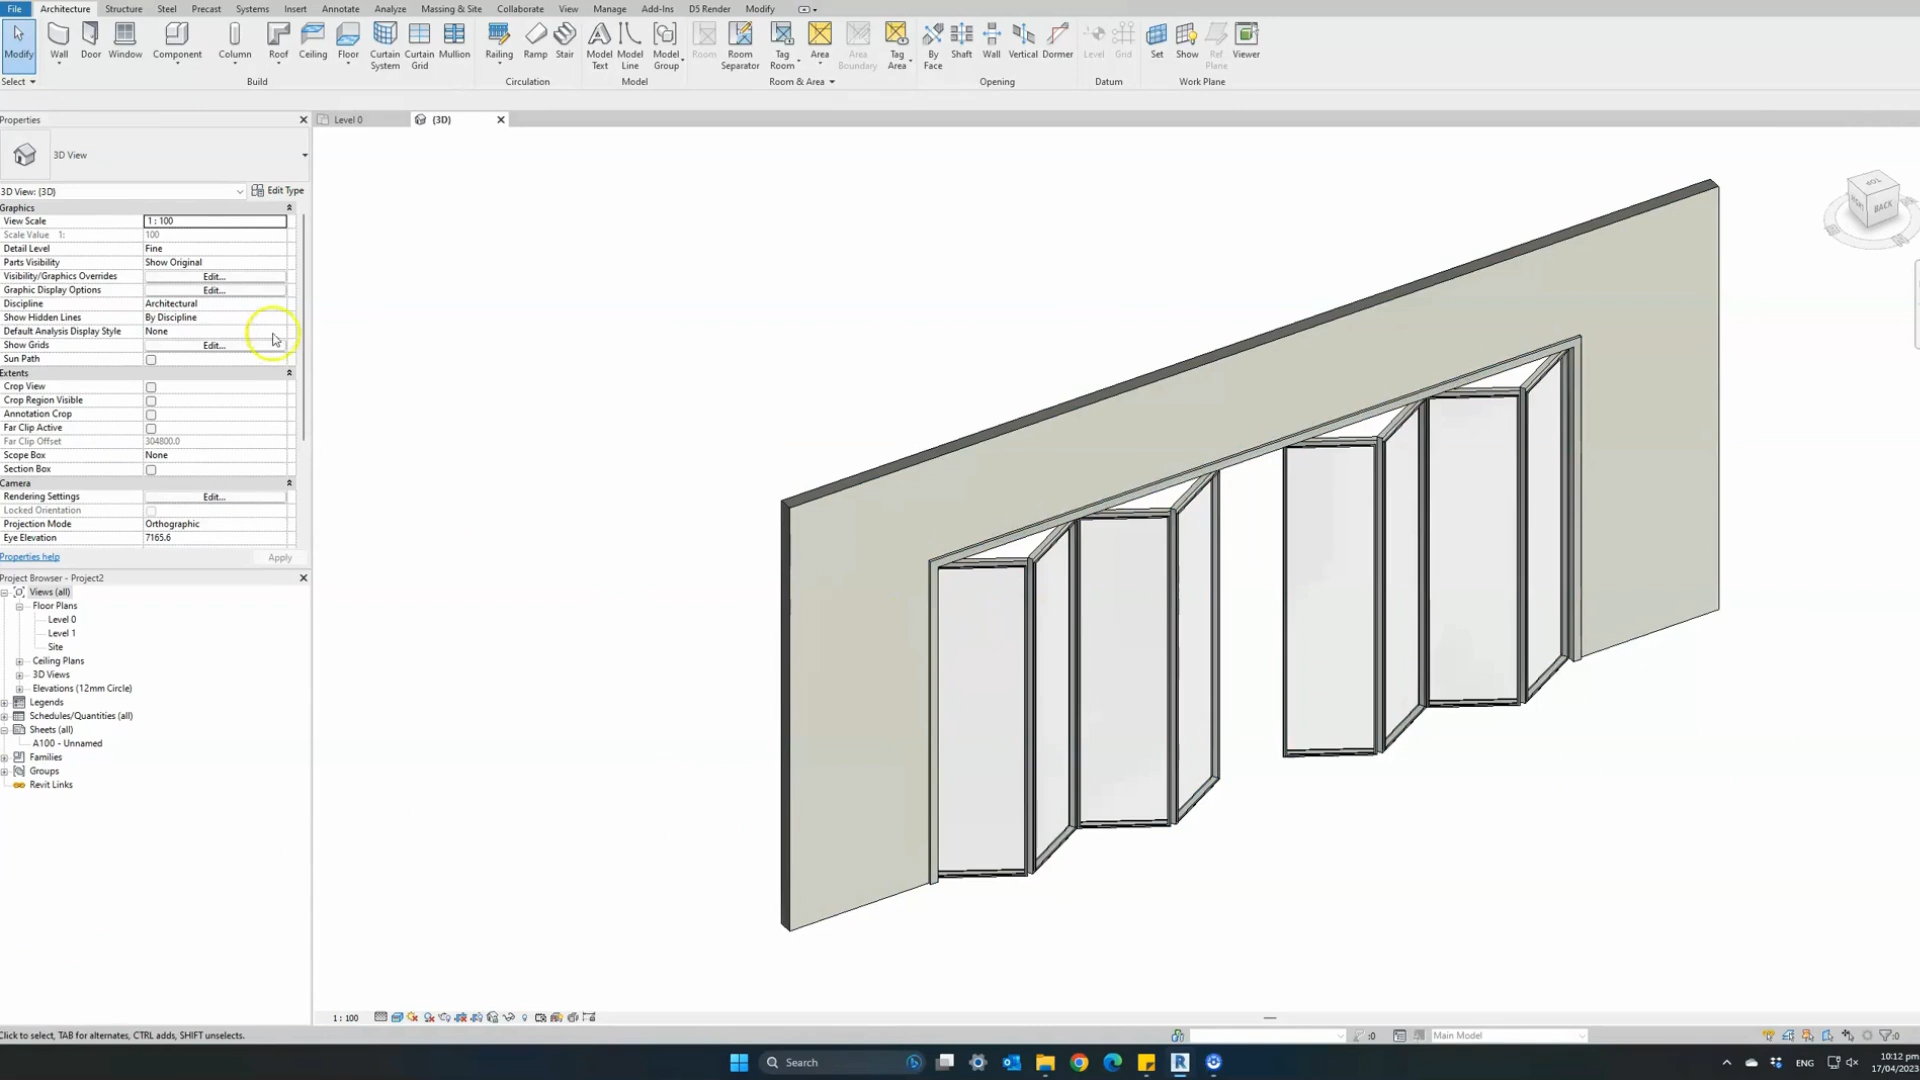 File Architecture Structure Steel Precast Systems Insert Annotate Analyze Massing & Site Collaborate View Manage Add-Ins D5 Render Modify
Modify Wall Door Window Component Column Roof Ceiling Floor Curtain System Curtain Grid Mullion Railing Ramp Stair Model Text Model Line Model Group Room Room Separator Tag Room Area Area Boundary Tag Area By Face Shaft Wall Vertical Dormer Level Grid Set Show Ref Plane Viewer
Select Build Circulation Model Room & Area Opening Datum Work Plane
Properties
Level 0
{3D}
3D View
3D View: {3D}
Edit Type
Graphics
View Scale 1 : 100
Scale Value 1: 100
Detail Level Fine
Parts Visibility Show Original
Visibility/Graphics Overrides Edit...
Graphic Display Options Edit...
Discipline Architectural
Show Hidden Lines By Discipline
Default Analysis Display Style None
Show Grids Edit...
Sun Path
Extents
Crop View
Crop Region Visible
Annotation Crop
Far Clip Active
Far Clip Offset 304800.0
Scope Box None
Section Box
Camera
Rendering Settings Edit...
Locked Orientation
Projection Mode Orthographic
Eye Elevation 7165.6
Properties help
Apply
Project Browser - Project2
Views (all)
Floor Plans
Level 0
Level 1
Site
Ceiling Plans
3D Views
Elevations (12mm Circle)
Legends
Schedules/Quantities (all)
Sheets (all)
A100 - Unnamed
Families
Groups
Revit Links
TOP
BACK
1 : 100
Click to select, TAB for alternates, CTRL adds, SHIFT unselects.
:0
Main Model
:0
Search
ENG
10:12 pm
17/04/2023